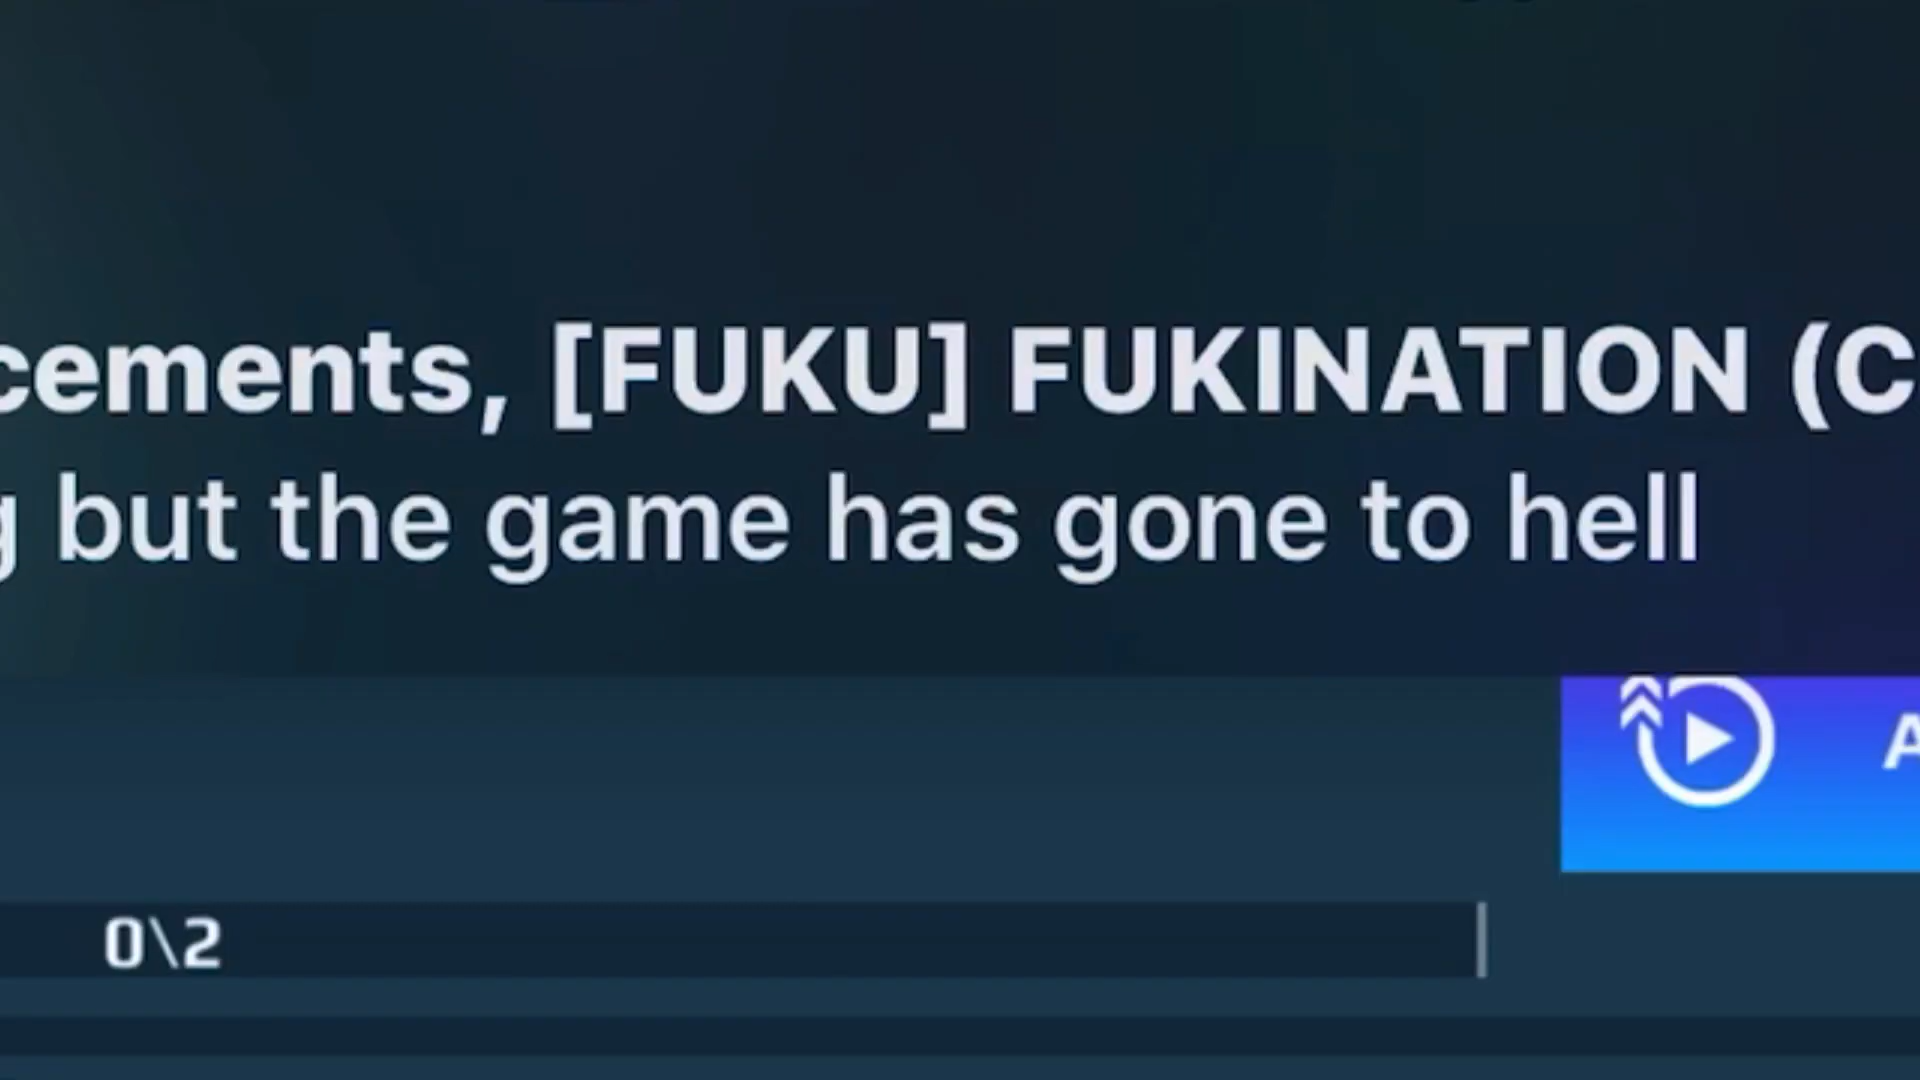 cements, [FUKU] FUKINATION (C
g but the game has gone to hell
A
0\2